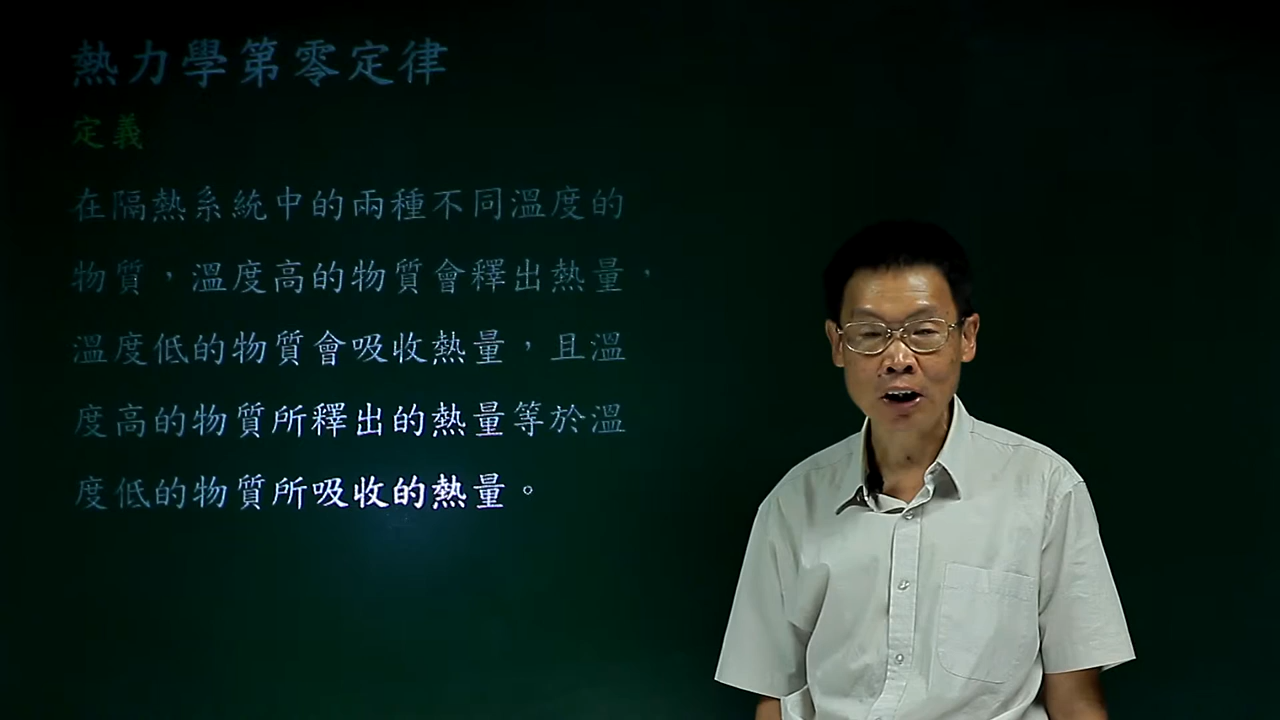 熱力學第零定律
定義
在隔熱系統中的兩種不同溫度的
物質，溫度高的物質會釋出熱量，
溫度低的物質會吸收熱量，且溫
度高的物質所釋出的熱量等於溫
度低的物質所吸收的熱量。